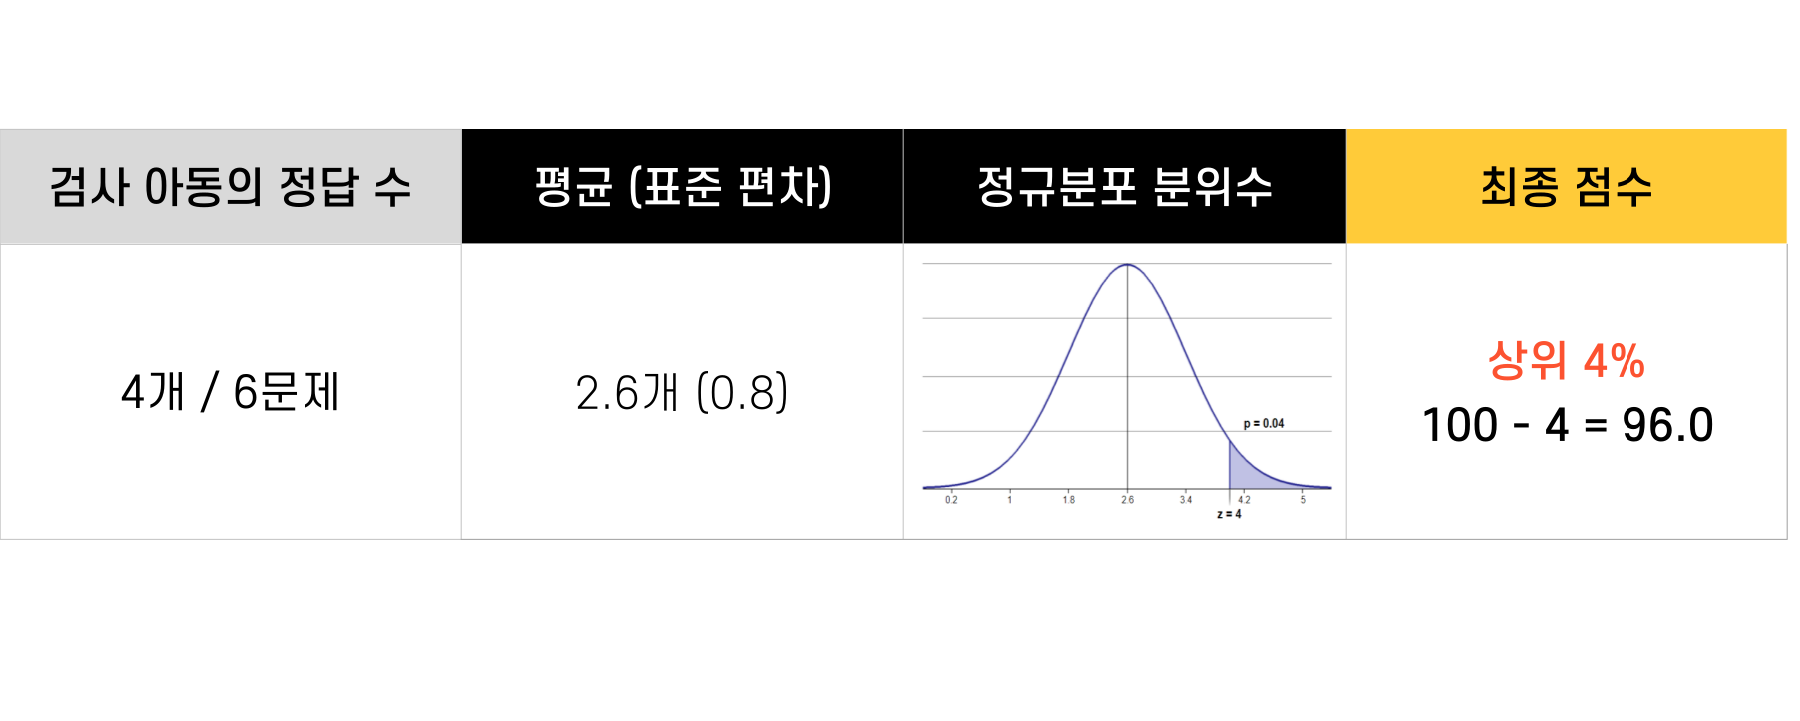 검사 아동의 정답 수
평균 (표준 편차)
정규분포 분위수
최종 점수
4개 / 6문제
2.6개 (0.8)
p = 0.04
0.2 1 1.8 2.6 3.4 4.2 5
z = 4
상위 4%
100 - 4 = 96.0